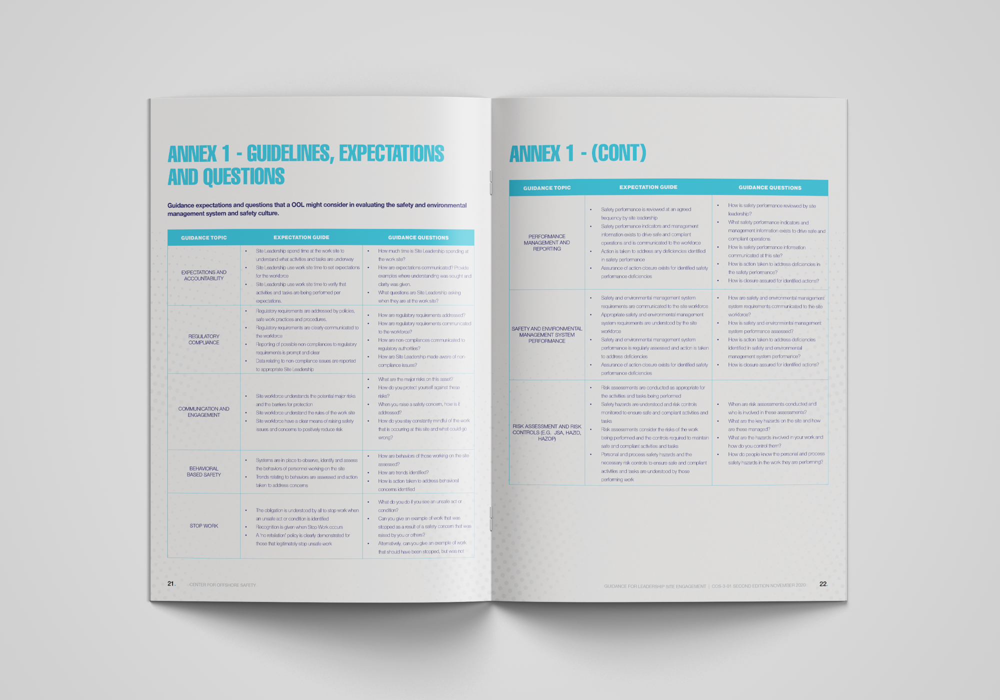 ANNEX 1 - GUIDELINES, EXPECTATIONS
AND QUESTIONS
Guidance expectations and questions that a OOL might consider in evaluating the safety and environmental
management system and safety culture.
GUIDANCE TOPIC
EXPECTATION GUIDE
GUIDANCE QUESTIONS
EXPECTATIONS AND
ACCOUNTABILITY
• Site Leadership spend time at the work site to
understand what activities and tasks are underway
• Site Leadership use work site time to set expectations
for the workforce
• Site Leadership use work site time to verify that
activities and tasks are being performed per
expectations.
• How much time is Site Leadership spending at
the work site?
• How are expectations communicated? Provide
examples where understanding was sought and
clarity was given.
• What questions are Site Leadership asking
when they are at the work site?
REGULATORY
COMPLIANCE
• Regulatory requirements are addressed by policies,
safe work practices and procedures.
• Regulatory requirements are clearly communicated to
the workforce
• Reporting of possible non compliances to regulatory
requirements is prompt and clear
• Data relating to non-compliance issues are reported
to appropriate Site Leadership
• How are regulatory requirements addressed?
• How are regulatory requirements communicated
to the workforce?
• How are non-compliances communicated to
regulatory authorities?
• How are Site Leadership made aware of non-
compliance issues?
COMMUNICATION AND
ENGAGEMENT
• Site workforce understands the potential major risks
and the barriers for protection
• Site workforce understand the rules of the work site
• Site workforce have a clear means of raising safety
issues and concerns to positively reduce risk
• What are the major risks on this asset?
• How do you protect yourself against these
risks?
• When you raise a safety concern, how is it
addressed?
• How do you stay constantly mindful of the work
that is occurring at this site and what could go
wrong?
BEHAVIORAL
BASED SAFETY
• Systems are in place to observe, identify and assess
the behaviors of personnel working on the site
• Trends relating to behaviors are assessed and action
taken to address concerns
• How are behaviors of those working on the site
assessed?
• How are trends identified?
• How is action taken to address behavioral
concerns identified
STOP WORK
• The obligation is understood by all to stop work when
an unsafe act or condition is identified
• Recognition is given when Stop Work occurs
• A 'no retaliation' policy is clearly demonstrated for
those that legitimately stop unsafe work
• What do you do if you see an unsafe act or
condition?
• Can you give an example of work that was
stopped as a result of a safety concern that was
raised by you or others?
• Alternatively, can you give an example of work
that should have been stopped, but was not
21.
CENTER FOR OFFSHORE SAFETY
ANNEX 1 - (CONT)
GUIDANCE TOPIC
EXPECTATION GUIDE
GUIDANCE QUESTIONS
PERFORMANCE
MANAGEMENT AND
REPORTING
• Safety performance is reviewed at an agreed
frequency by site leadership
• Safety performance indicators and management
information exists to drive safe and compliant
operations and is communicated to the workforce
• Action is taken to address any deficiencies identified
in safety performance
• Assurance of action closure exists for identified safety
performance deficiencies
• How is safety performance reviewed by site
leadership?
• What safety performance indicators and
management information exists to drive safe and
compliant operations
• How is safety performance information
communicated at this site?
• How is action taken to address deficiencies in
the safety performance?
• How is closure assured for identified actions?
SAFETY AND ENVIRONMENTAL
MANAGEMENT SYSTEM
PERFORMANCE
• Safety and environmental management system
requirements are communicated to the site workforce
• Appropriate safety and environmental management
system requirements are understood by the site
workforce
• Safety and environmental management system
performance is regularly assessed and action is taken
to address deficiencies
• Assurance of action closure exists for identified safety
performance deficiencies
• How are safety and environmental management
system requirements communicated to the site
workforce?
• How is safety and environmental management
system performance assessed?
• How is action taken to address deficiencies
identified in safety and environmental
management system performance?
• How is closure assured for identified actions?
RISK ASSESSMENT AND RISK
CONTROLS (E.G. JSA, HAZID,
HAZOP)
• Risk assessments are conducted as appropriate for
the activities and tasks being performed
• Safety hazards are understood and risk controls
monitored to ensure safe and compliant activities and
tasks
• Risk assessments consider the risks of the work
being performed and the controls required to maintain
safe and compliant activities and tasks
• Personal and process safety hazards and the
necessary risk controls to ensure safe and compliant
activities and tasks are understood by those
performing work
• When are risk assessments conducted and
who is involved in these assessments?
• What are the key hazards on the site and how
are these managed?
• What are the hazards involved in your work and
how do you control them?
• How do people know the personal and process
safety hazards in the work they are performing?
GUIDANCE FOR LEADERSHIP SITE ENGAGEMENT | COS-3-01 SECOND EDITION NOVEMBER 2020
22.